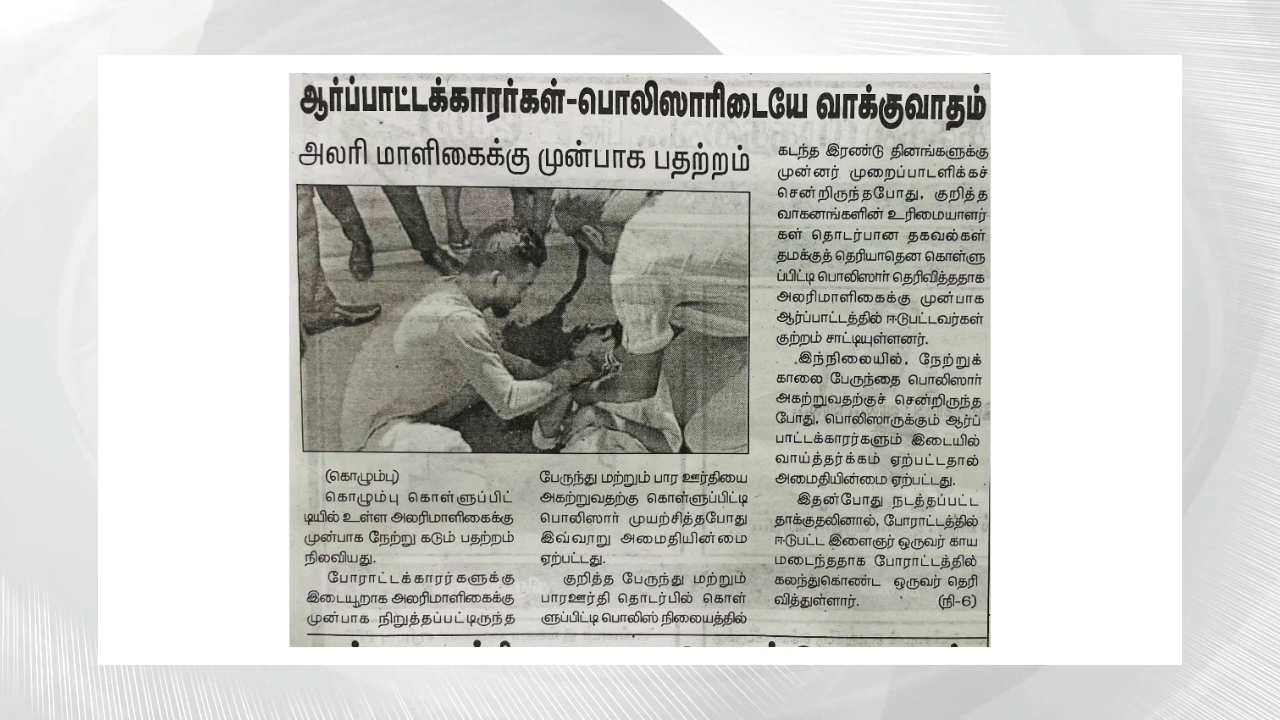 ஆர்ப்பாட்டக்காரர்கள்-பொலிஸாரிடையே வாக்குவாதம்
அலரி மாளிகைக்கு முன்பாக பதற்றம்
(கொழும்பு)
கொழும்பு கொள்ளுப்பிட்
டியில் உள்ள அலரிமாளிகைக்கு
முன்பாக நேற்று கடும் பதற்றம்
நிலவியது.
போராட்டக்காரர்களுக்கு
இடையூறாக அலரிமாளிகைக்கு
முன்பாக நிறுத்தப்பட்டிருந்த
பேருந்து மற்றும் பார ஊர்தியை
அகற்றுவதற்கு கொள்ளுப்பிட்டி
பொலிஸார் முயற்சித்தபோது
இவ்வாறு அமைதியின்மை
ஏற்பட்டது.
குறித்த பேருந்து மற்றும்
பாரஊர்தி தொடர்பில் கொள்
ளுப்பிட்டி பொலிஸ் நிலையத்தில்
கடந்த இரண்டு தினங்களுக்கு
முன்னர் முறைப்பாடளிக்கச்
சென்றிருந்தபோது, குறித்த
வாகனங்களின் உரிமையாளர்
கள் தொடர்பான தகவல்கள்
தமக்குத் தெரியாதென கொள்ளு
ப்பிட்டி பொலிஸார் தெரிவித்ததாக
அலரிமாளிகைக்கு முன்பாக
ஆர்ப்பாட்டத்தில் ஈடுபட்டவர்கள்
குற்றம் சாட்டியுள்ளனர்.
இந்நிலையில், நேற்றுக்
காலை பேருந்தை பொலிஸார்
அகற்றுவதற்குச் சென்றிருந்த
போது, பொலிஸாருக்கும் ஆர்ப்
பாட்டக்காரர்களும் இடையில்
வாய்த்தர்க்கம் ஏற்பட்டதால்
அமைதியின்மை ஏற்பட்டது.
இதன்போது நடத்தப்பட்ட
தாக்குதலினால், போராட்டத்தில்
ஈடுபட்ட இளைஞர் ஒருவர் காய
மடைந்ததாக போராட்டத்தில்
கலந்துகொண்ட ஒருவர் தெரி
வித்துள்ளார். (நி-6)